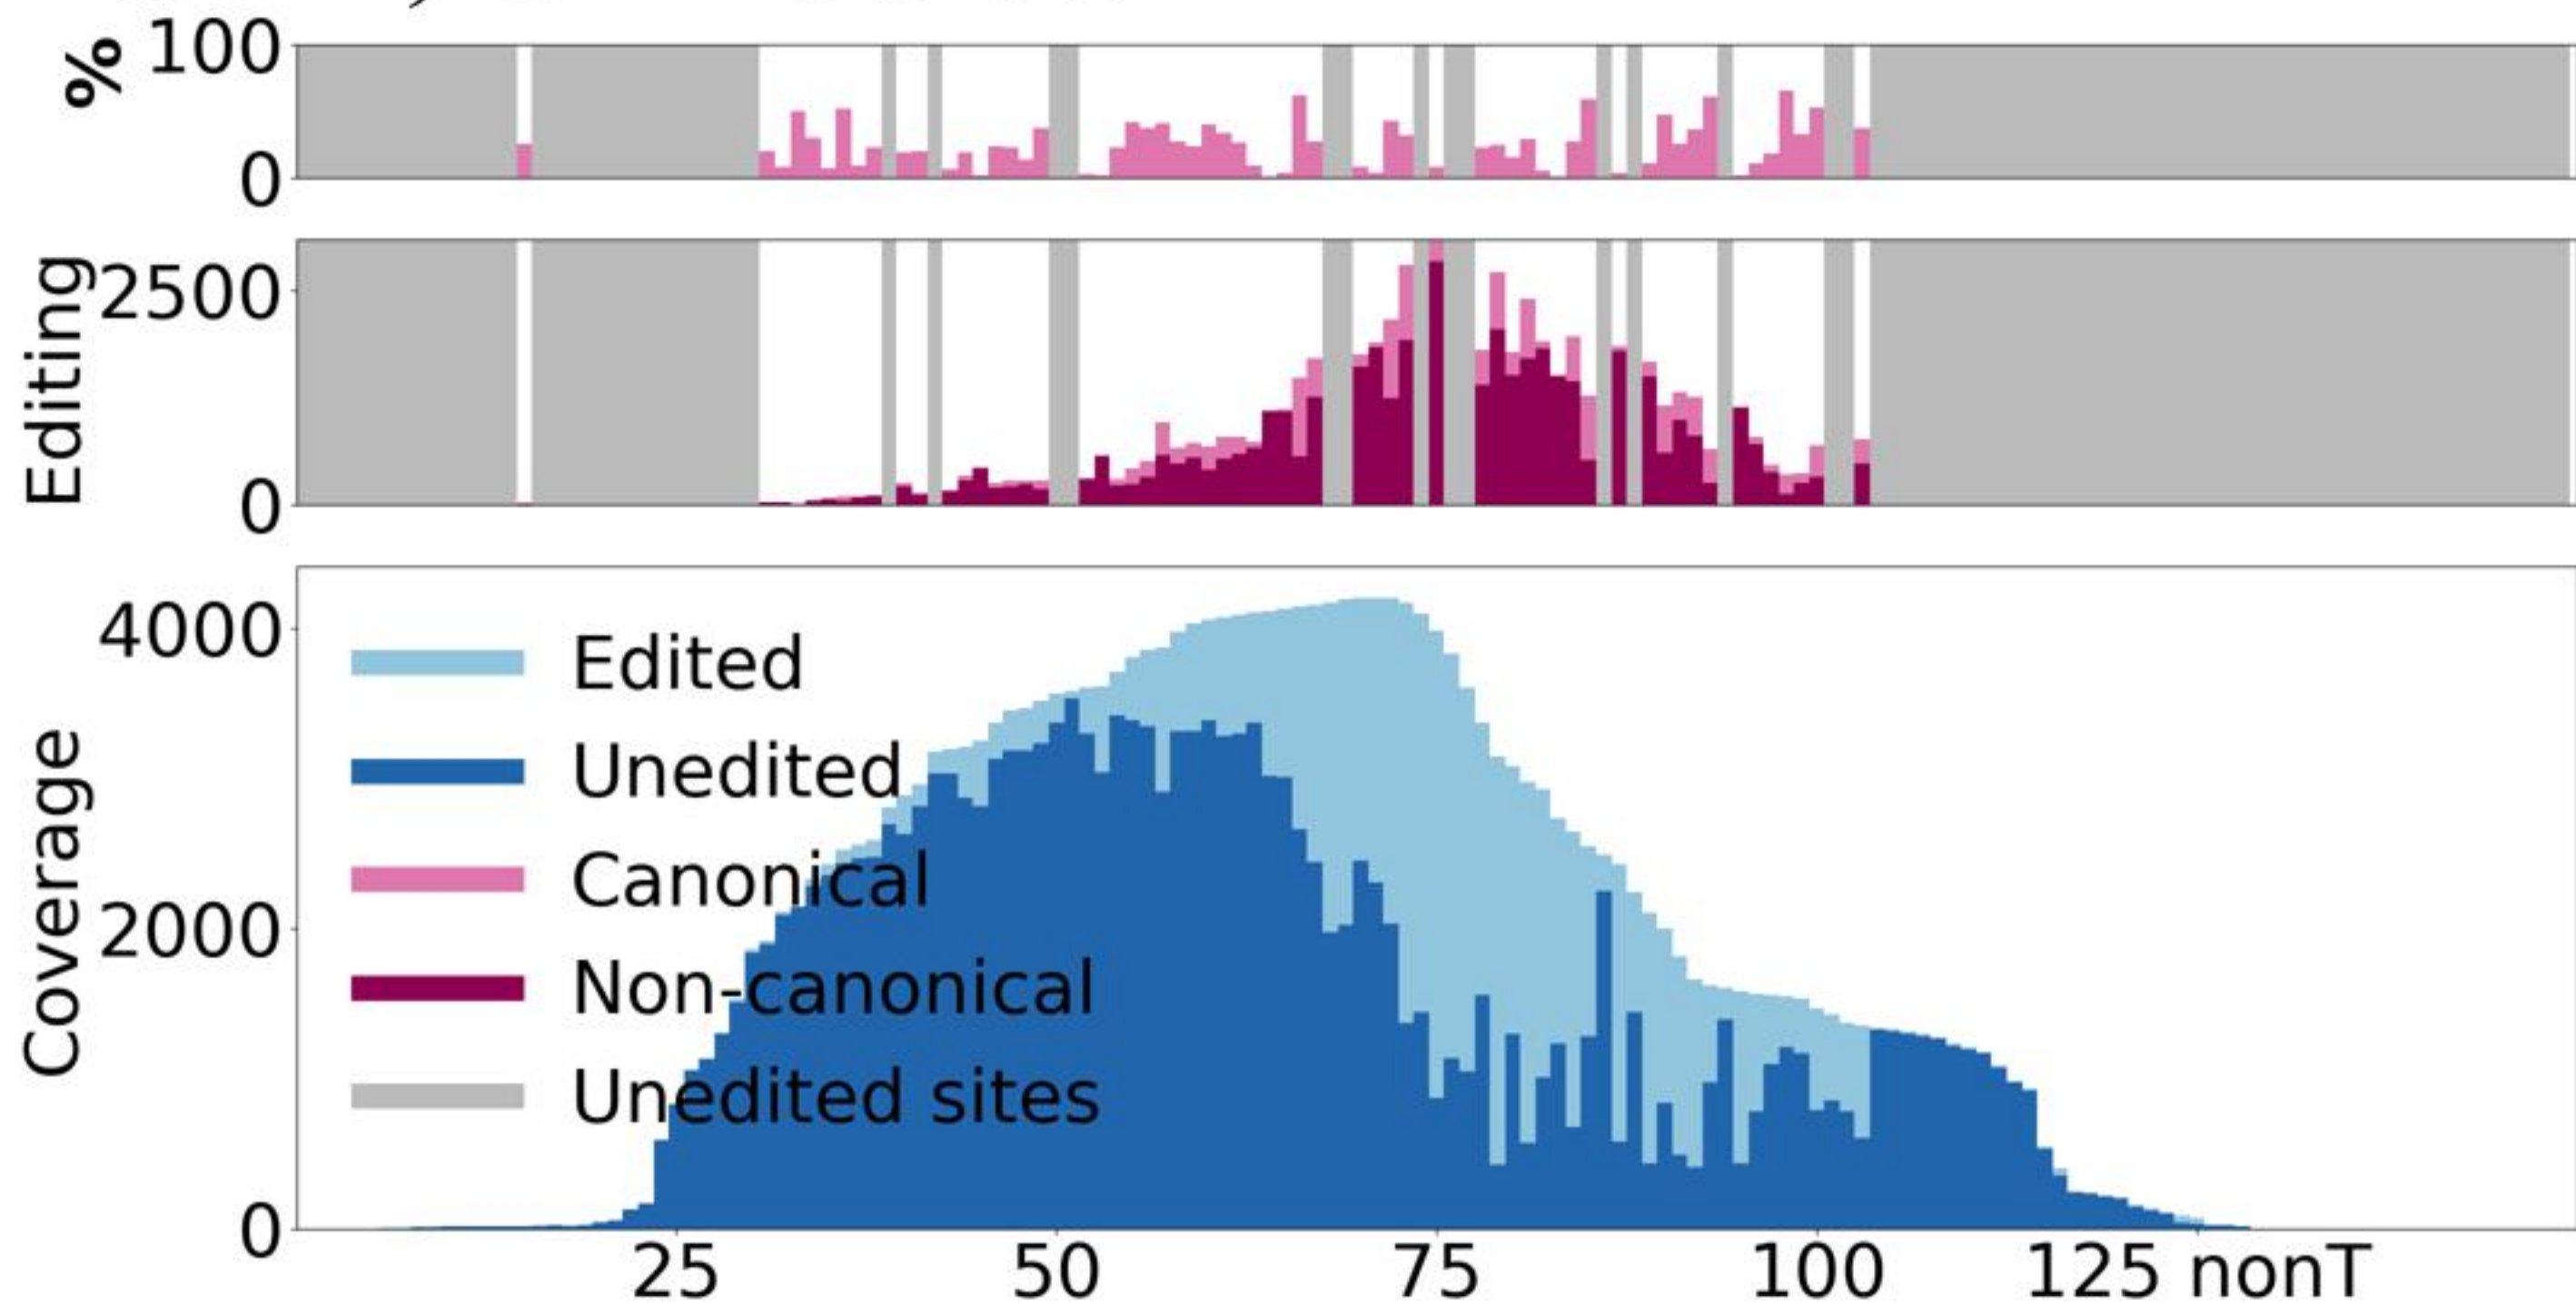 %
100
0
Editing
2500
0
Coverage
4000
2000
0
Edited
Unedited
Canonical
Non-canonical
Unedited sites
25 50 75 100 125 nonT